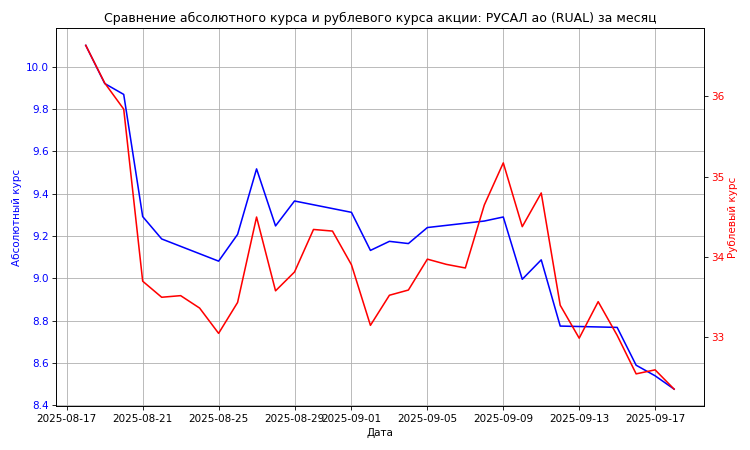 Сравнение абсолютного курса и рублевого курса акции: РУСАЛ ао (RUAL) за месяц
Абсолютный курс
10.0
9.8
9.6
9.4
9.2
9.0
8.8
8.6
8.4
36
35
34
33
Рублевый курс
2025-08-17 2025-08-21 2025-08-25 2025-08-29 2025-09-01 2025-09-05 2025-09-09 2025-09-13 2025-09-17
Дата